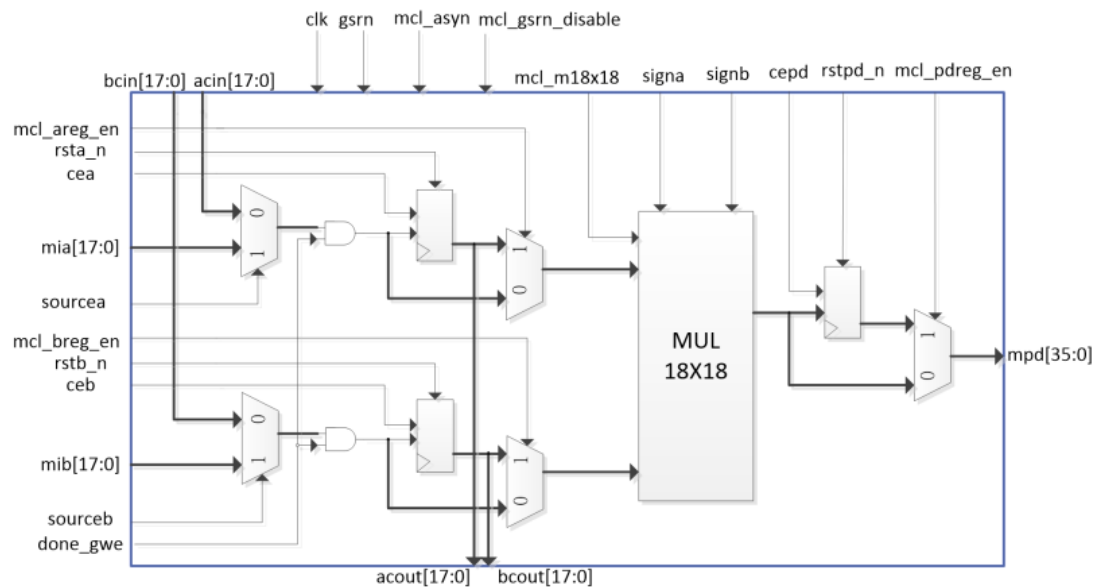 clk gsrn mcl_asyn mcl_gsrn_disable
bcin[17:0] acin[17:0] mcl_m18x18 signa signb cepd rstpd_n mcl_pdreg_en
mcl_areg_en
rsta_n
cea
0
mia[17:0]
1
1
0
sourcea
mcl_breg_en
rstb_n
ceb
MUL
18X18
1
0
mpd[35:0]
0
mib[17:0]
1
1
0
sourceb
done_gwe
acout[17:0] bcout[17:0]